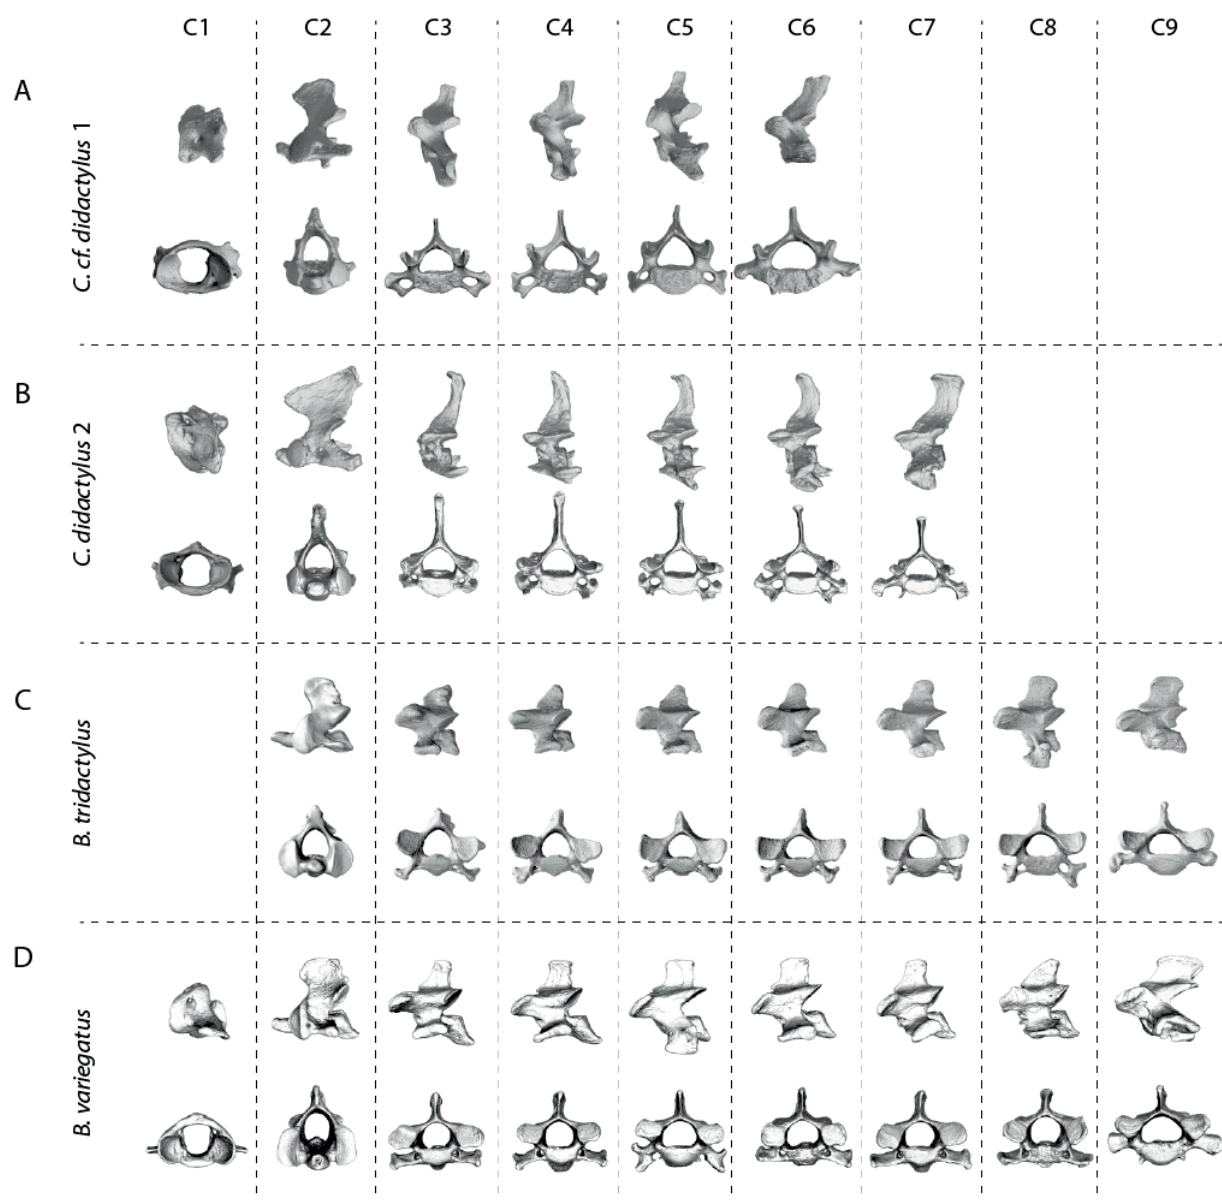 C1 C2 C3 C4 C5 C6 C7 C8 C9
A
C. cf. didactylus 1
B
C. didactylus 2
C
B. tridactylus
D
B. variegatus